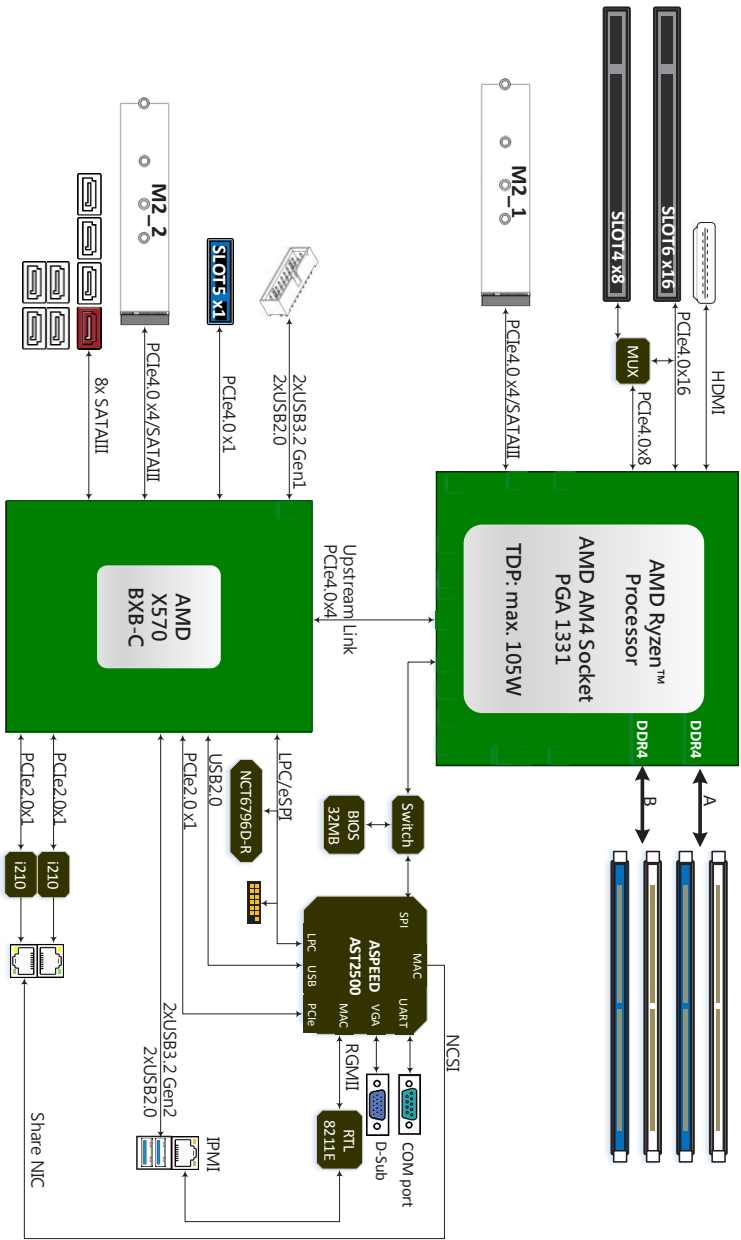 SLOT6 x16
SLOT4 x8
PCIe4.0x16
HDMI
MUX
PCIe4.0x8
M2_1
PCIe4.0 x4/SATAIII
AMD Ryzen™
Processor
AMD AM4 Socket
PGA 1331
TDP: max. 105W
DDR4
DDR4
A
B
Upstream Link
PCIe4.0x4
2xUSB3.2 Gen1
2xUSB2.0
SLOT5 x1
PCIe4.0 x1
M2_2
PCIe4.0 x4/SATAIII
8x SATAIII
AMD
X570
BXB-C
Switch
BIOS
32MB
LPC/eSPI
NCT6796D-R
USB2.0
PCIe2.0 x1
PCIe2.0x1
PCIe2.0x1
i210
i210
ASPEED
AST2500
SPI
MAC
UART
VGA
MAC
LPC
USB
PCIe
NCSI
RGMII
COM port
D-Sub
RTL
8211E
2xUSB3.2 Gen2
2xUSB2.0
IPMI
Share NIC